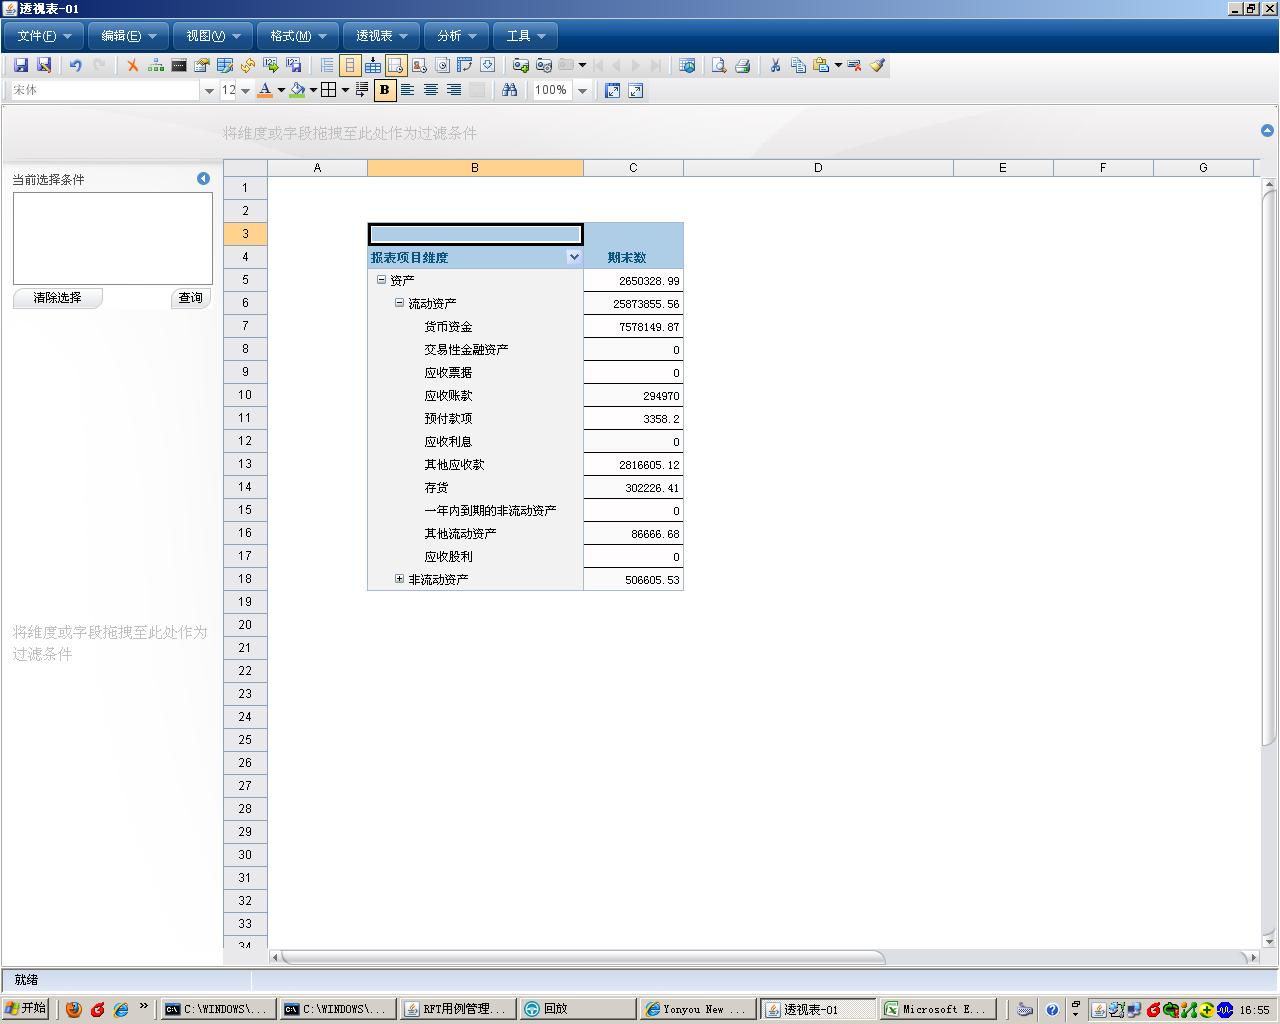 透视表-01
文件(F) 编辑(E) 视图(V) 格式(M) 透视表 分析 工具
宋体 12 A B 100%
将维度或字段拖拽至此处作为过滤条件
当前选择条件
清除选择 查询
将维度或字段拖拽至此处作为
过滤条件
A B C D E F G
1
2
3
4 报表项目维度 期末数
5 资产 2650328.99
6 流动资产 25873855.56
7 货币资金 7578149.87
8 交易性金融资产 0
9 应收票据 0
10 应收账款 294970
11 预付款项 3358.2
12 应收利息 0
13 其他应收款 2816605.12
14 存货 302226.41
15 一年内到期的非流动资产 0
16 其他流动资产 86666.68
17 应收股利 0
18 非流动资产 506605.53
19
20
21
22
23
24
25
26
27
28
29
30
31
32
33
34
就绪
开始 C:\WINDOWS\... C:\WINDOWS\... RFT用例管理... 回放 Yonyou New ... 透视表-01 Microsoft E... 16:55